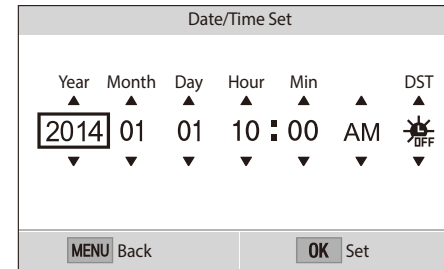 Date/Time Set
Year Month Day Hour Min DST
2014 01 01 10 : 00 AM OFF
MENU Back OK Set